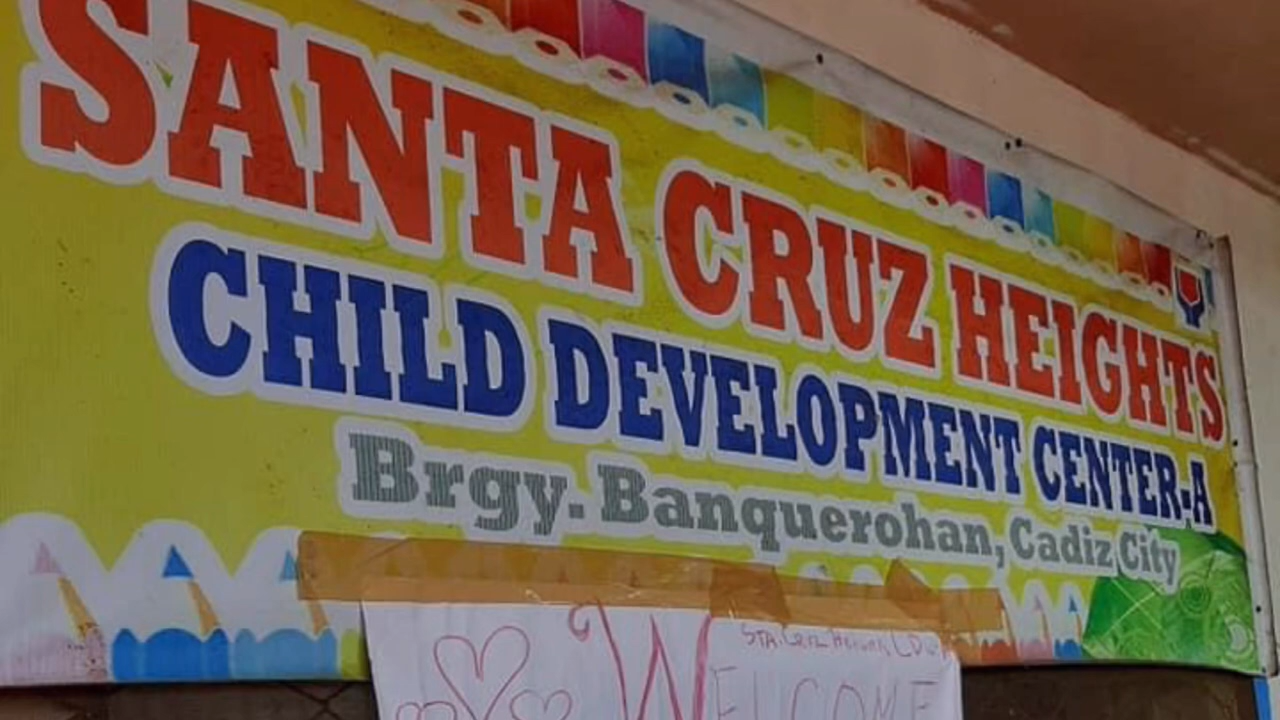 SANTA CRUZ HEIGHTS
CHILD DEVELOPMENT CENTER-A
Brgy. Banquerohan, Cadiz City
STA. CRUZ HEIGHTS CDC-A
WELCOME